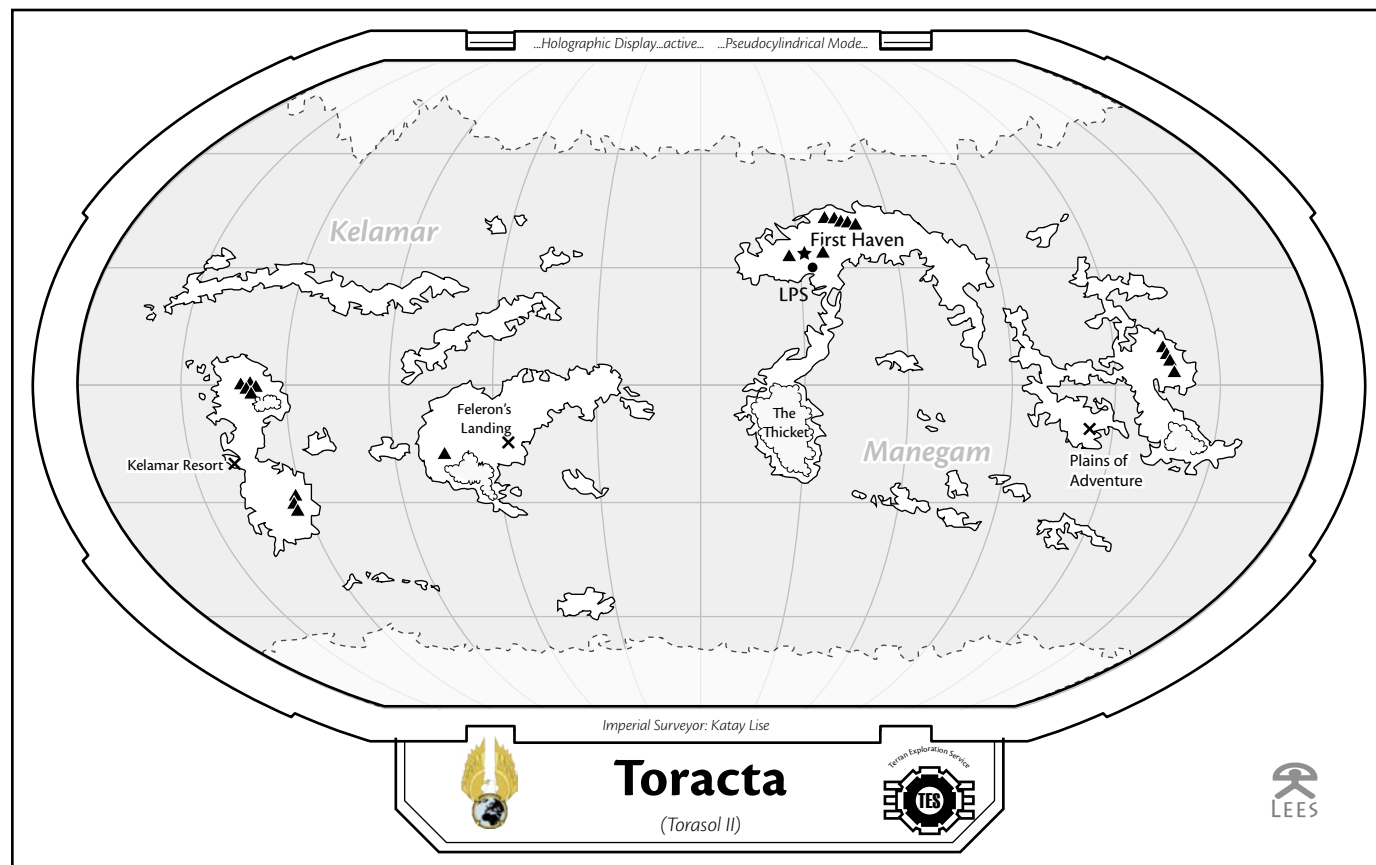 ...Holographic Display...active... ...Pseudocylindrical Mode...
Kelamar
First Haven
LPS
Feleron's
Landing
The
Thicket
Manegam
Kelamar Resort
Plains of
Adventure
Imperial Surveyor: Katay Lise
Toracta
(Torasol II)
Terran Exploration Service
TES
LEES